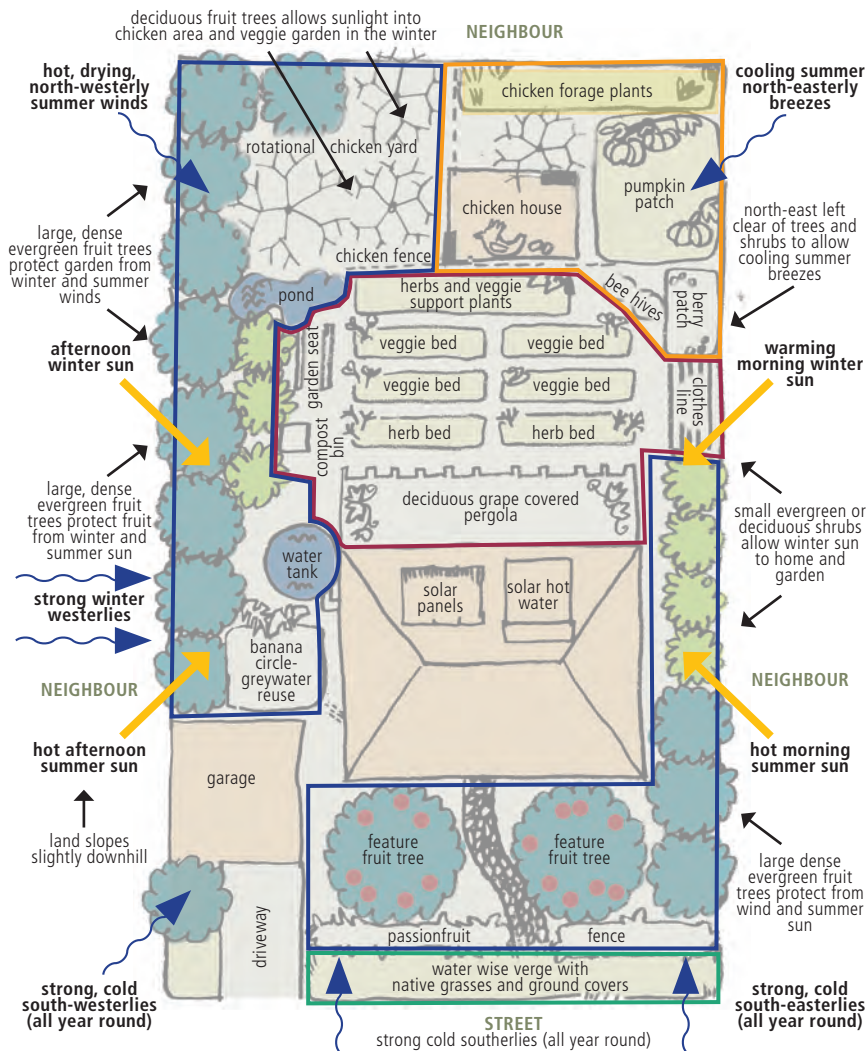 deciduous fruit trees allows sunlight into
chicken area and veggie garden in the winter
NEIGHBOUR
hot, drying,
north-westerly
summer winds
cooling summer
north-easterly
breezes
chicken forage plants
rotational chicken yard
pumpkin
patch
chicken house
large, dense
evergreen fruit trees
protect garden from
winter and summer
winds
north-east left
clear of trees and
shrubs to allow
cooling summer
breezes
chicken fence
pond
herbs and veggie
support plants
bee hives
berry
patch
afternoon
winter sun
warming
morning winter
sun
garden seat
veggie bed
veggie bed
veggie bed
veggie bed
clothes
line
compost
bin
herb bed
herb bed
large, dense
evergreen fruit
trees protect fruit
from winter and
summer sun
deciduous grape covered
pergola
small evergreen or
deciduous shrubs
allow winter sun
to home and
garden
water
tank
solar
panels
solar hot
water
strong winter
westerlies
banana
circle-
greywater
reuse
NEIGHBOUR
NEIGHBOUR
hot afternoon
summer sun
hot morning
summer sun
garage
land slopes
slightly downhill
feature
fruit tree
feature
fruit tree
large dense
evergreen fruit
trees protect from
wind and summer
sun
driveway
passionfruit
fence
strong, cold
south-westerlies
(all year round)
water wise verge with
native grasses and ground covers
strong, cold
south-easterlies
(all year round)
STREET
strong cold southerlies (all year round)